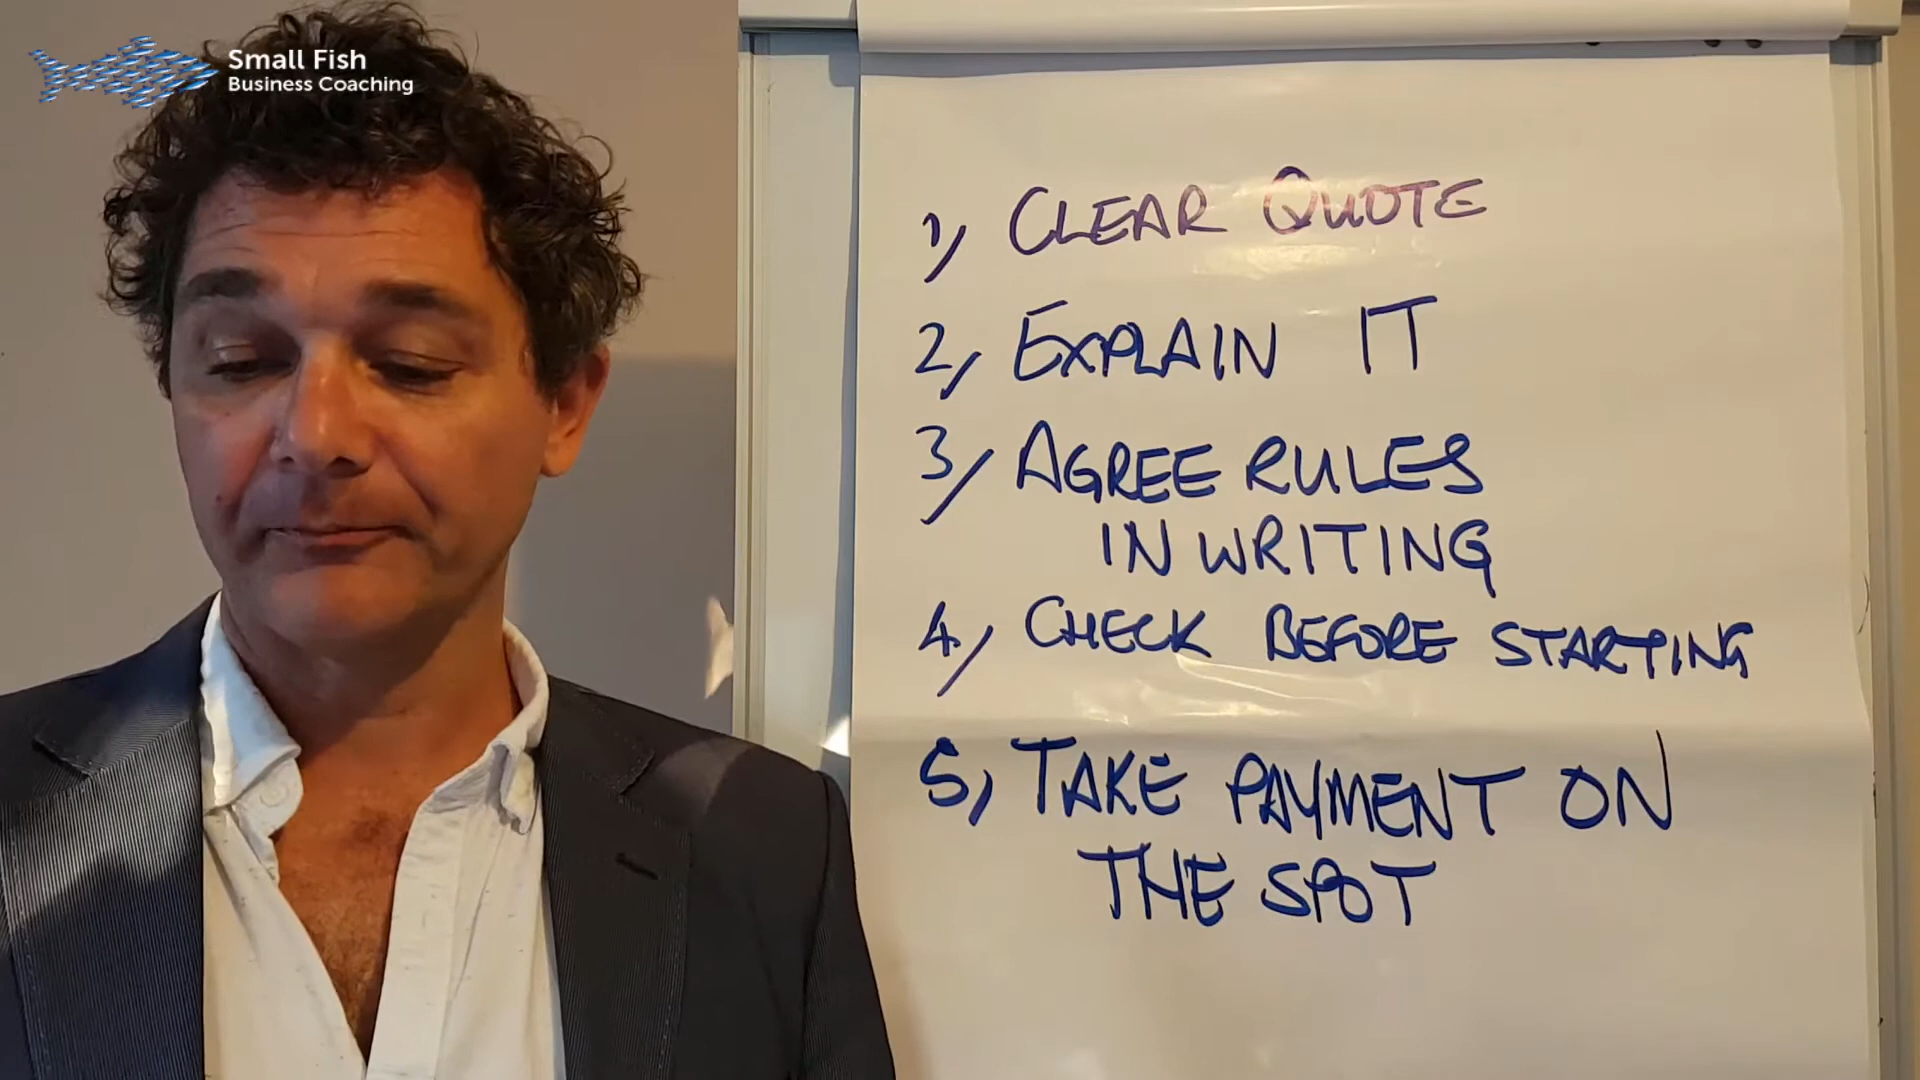 Small Fish
Business Coaching
1, CLEAR QUOTE
2, EXPLAIN IT
3, AGREE RULES
IN WRITING
4, CHECK BEFORE STARTING
5, TAKE PAYMENT ON
THE SPOT